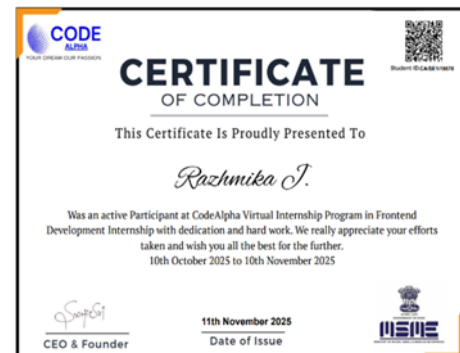 CODE
ALPHA
YOUR DREAM OUR PASSION
CERTIFICATE
OF COMPLETION
This Certificate Is Proudly Presented To
Razhmika J.
Was an active Participant at CodeAlpha Virtual Internship Program in Frontend
Development Internship with dedication and hard work. We really appreciate your efforts
taken and wish you all the best for the further.
10th October 2025 to 10th November 2025
CEO & Founder
11th November 2025
Date of Issue
MSME
Student ID: